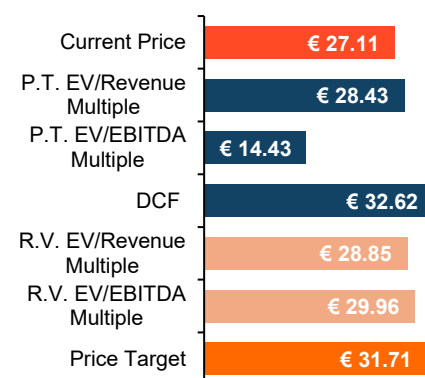 Current Price
€ 27.11
P.T. EV/Revenue
Multiple
€ 28.43
P.T. EV/EBITDA
Multiple
€ 14.43
DCF
€ 32.62
R.V. EV/Revenue
Multiple
€ 28.85
R.V. EV/EBITDA
Multiple
€ 29.96
Price Target
€ 31.71